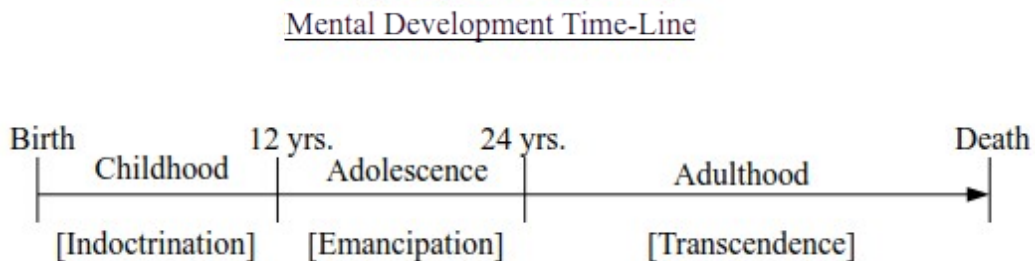 Mental Development Time-Line
Birth 12 yrs. 24 yrs. Death
Childhood Adolescence Adulthood
[Indoctrination] [Emancipation] [Transcendence]